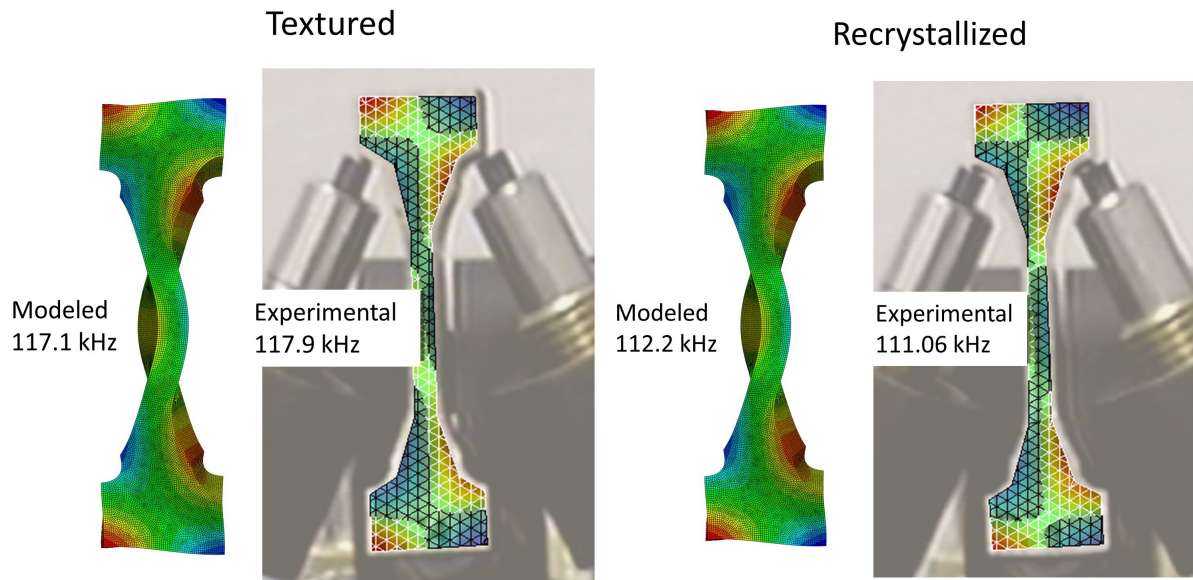 Textured
Recrystallized
Modeled
117.1 kHz
Experimental
117.9 kHz
Modeled
112.2 kHz
Experimental
111.06 kHz